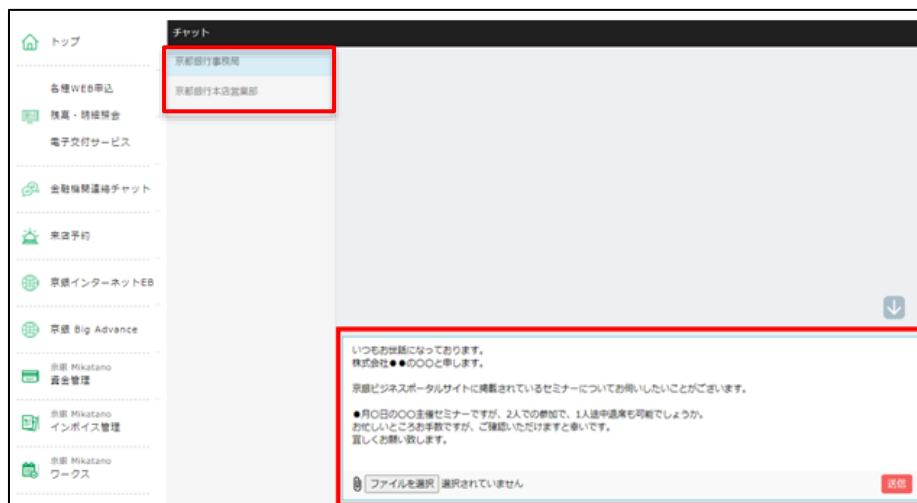 トップ
各種WEB申込
残高・明細照会
電子交付サービス
金融機関連絡チャット
来店予約
京銀インターネットEB
京銀 Big Advance
京銀 Mikatano
資金管理
京銀 Mikatano
インボイス管理
京銀 Mikatano
ワークス
チャット
京都銀行事務局
京都銀行本店営業部
いつもお世話になっております。
株式会社●●の〇〇と申します。
京銀ビジネスポータルサイトに掲載されているセミナーについてお伺いしたいことがございます。
●月〇日の〇〇主催セミナーですが、2人での参加で、1人途中退席も可能でしょうか。
お忙しいところお手数ですが、ご確認いただけますと幸いです。
宜しくお願い致します。
ファイルを選択 選択されていません
送信